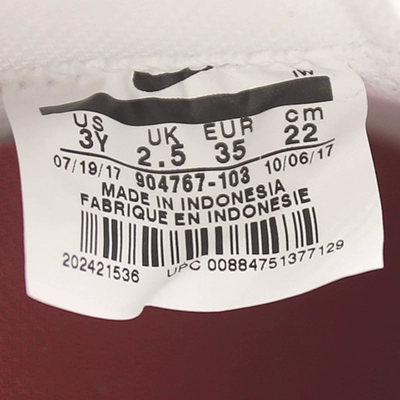 IW
US UK EUR cm
3Y 2.5 35 22
07/19/17 904767-103 10/06/17
MADE IN INDONESIA
FABRIQUE EN INDONESIE
202421536 UPC 00884751377129